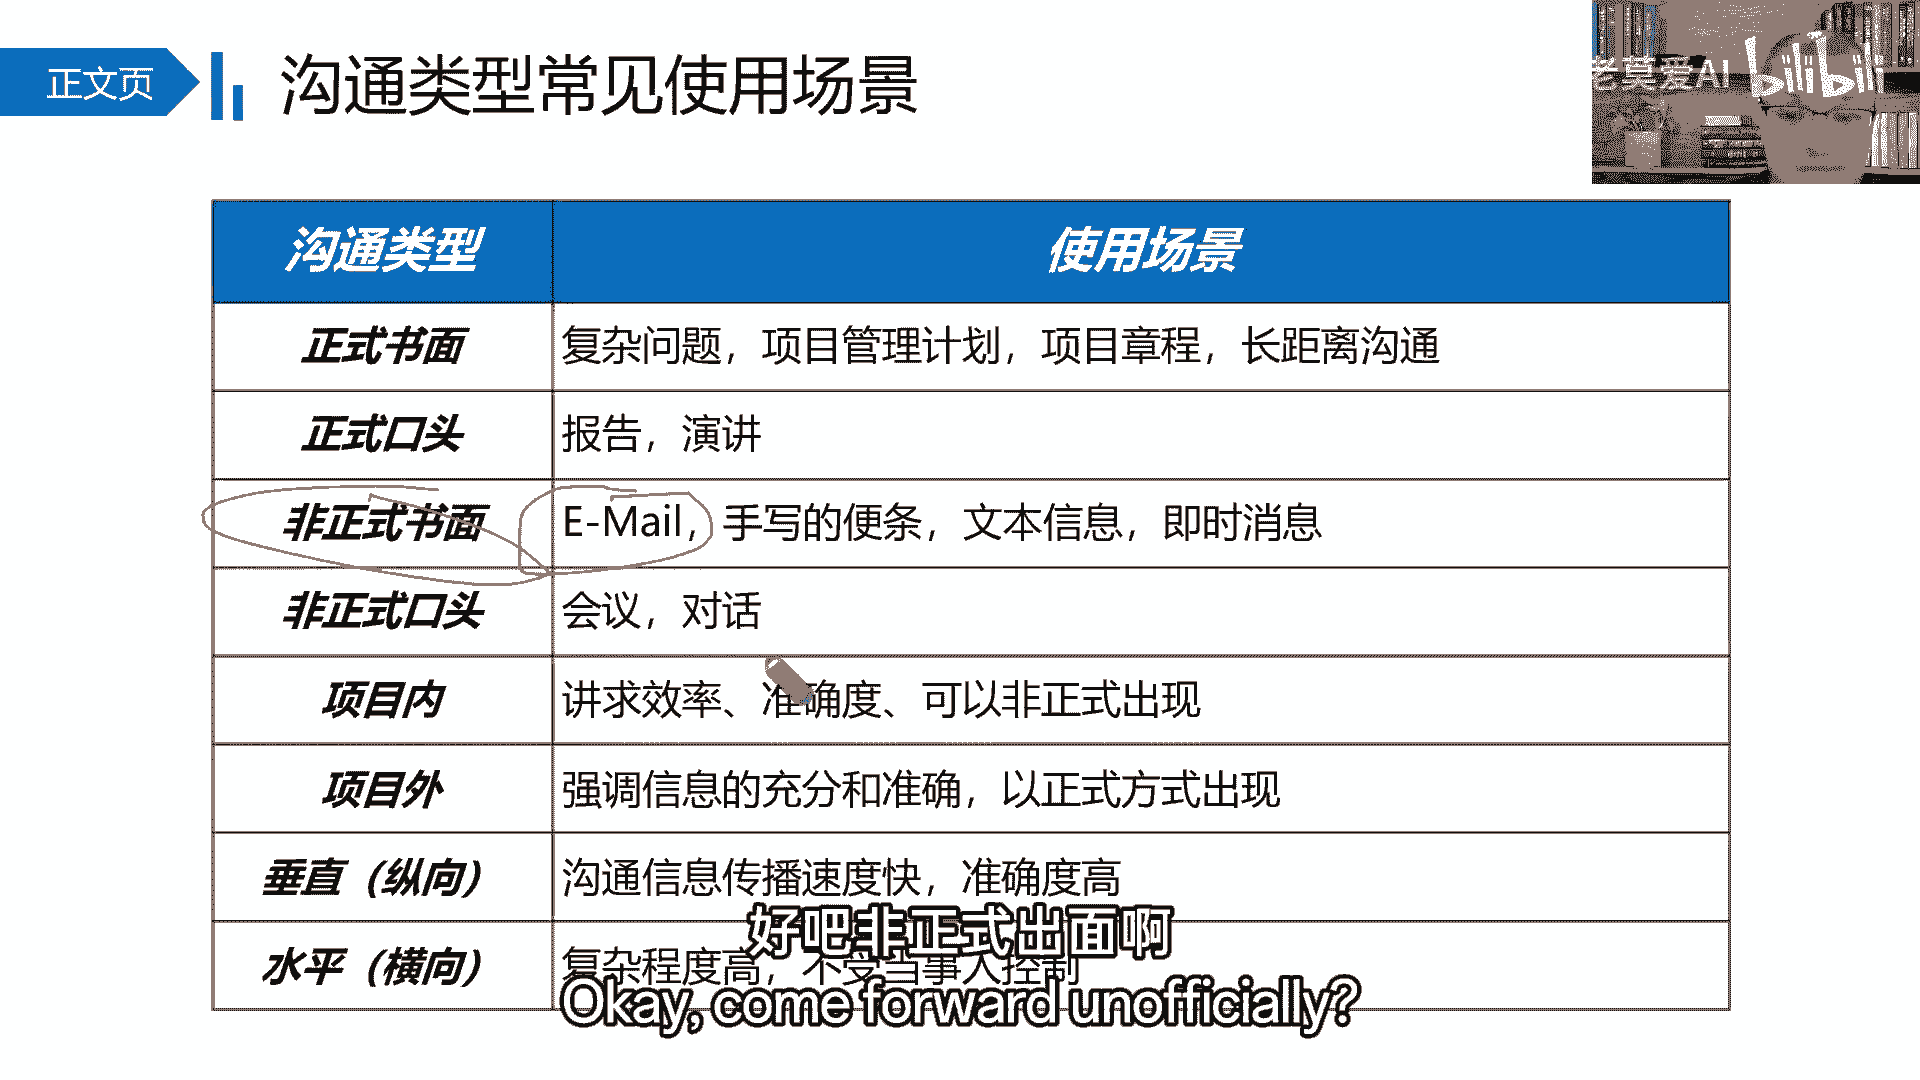 正文页
沟通类型常见使用场景
老莫爱AI
bilibili
沟通类型 使用场景
正式书面 复杂问题，项目管理计划，项目章程，长距离沟通
正式口头 报告，演讲
非正式书面 E-Mail，手写的便条，文本信息，即时消息
非正式口头 会议，对话
项目内 讲求效率、准确度、可以非正式出现
项目外 强调信息的充分和准确，以正式方式出现
垂直（纵向） 沟通信息传播速度快，准确度高
水平（横向） 复杂程度高，不受当事人控制
好吧非正式出面啊
Okay, come forward unofficially?